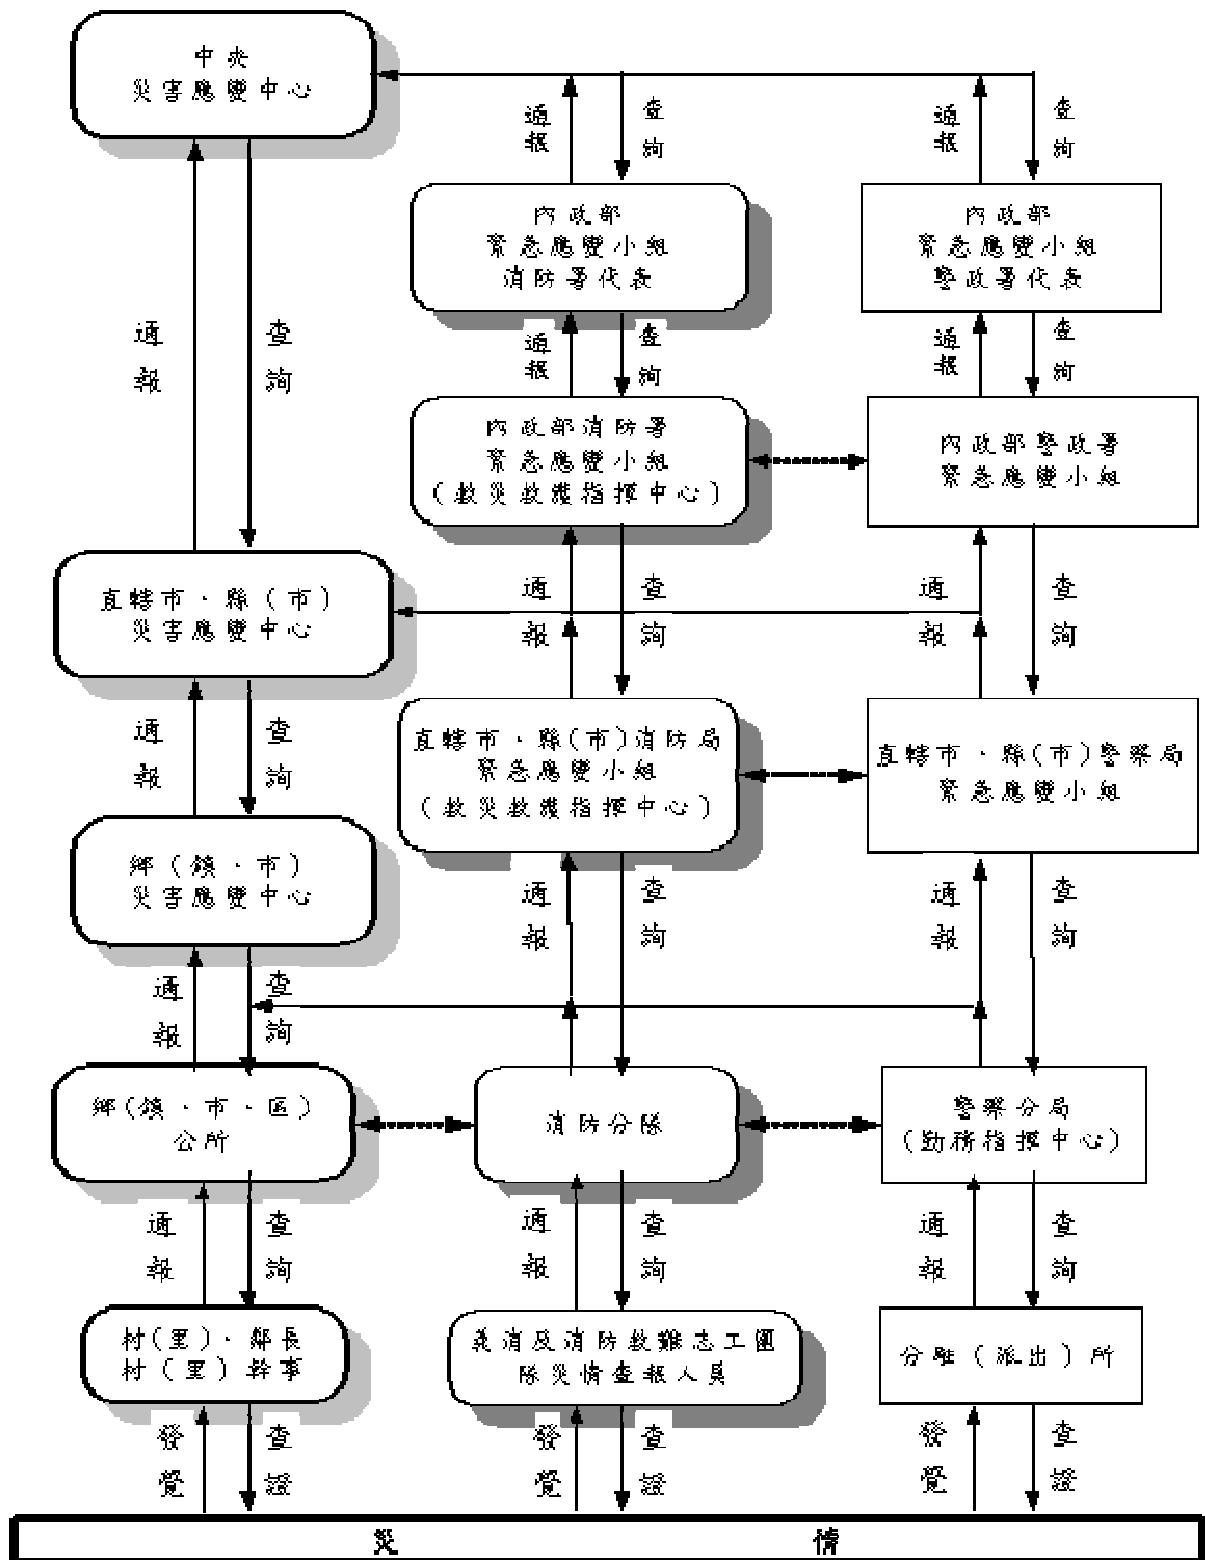 中央
災害應變中心
通報
查詢
通報
查詢
通報
查詢
內政部
緊急應變小組
消防署代表
內政部
緊急應變小組
警政署代表
通報
查詢
通報
查詢
內政部消防署
緊急應變小組
(救災救護指揮中心)
內政部警政署
緊急應變小組
直轄市、縣(市)
災害應變中心
通報
查詢
通報
查詢
通報
查詢
直轄市、縣(市)消防局
緊急應變小組
(救災救護指揮中心)
直轄市、縣(市)警察局
緊急應變小組
鄉(鎮、市)
災害應變中心
通報
查詢
通報
查詢
通報
查詢
鄉(鎮、市、區)
公所
消防分隊
警察分局
(勤務指揮中心)
通報
查詢
通報
查詢
通報
查詢
村(里)、鄰長
村(里)幹事
義消及消防救難志工團
隊災情查報人員
分駐(派出)所
發覺
查證
發覺
查證
發覺
查證
災情